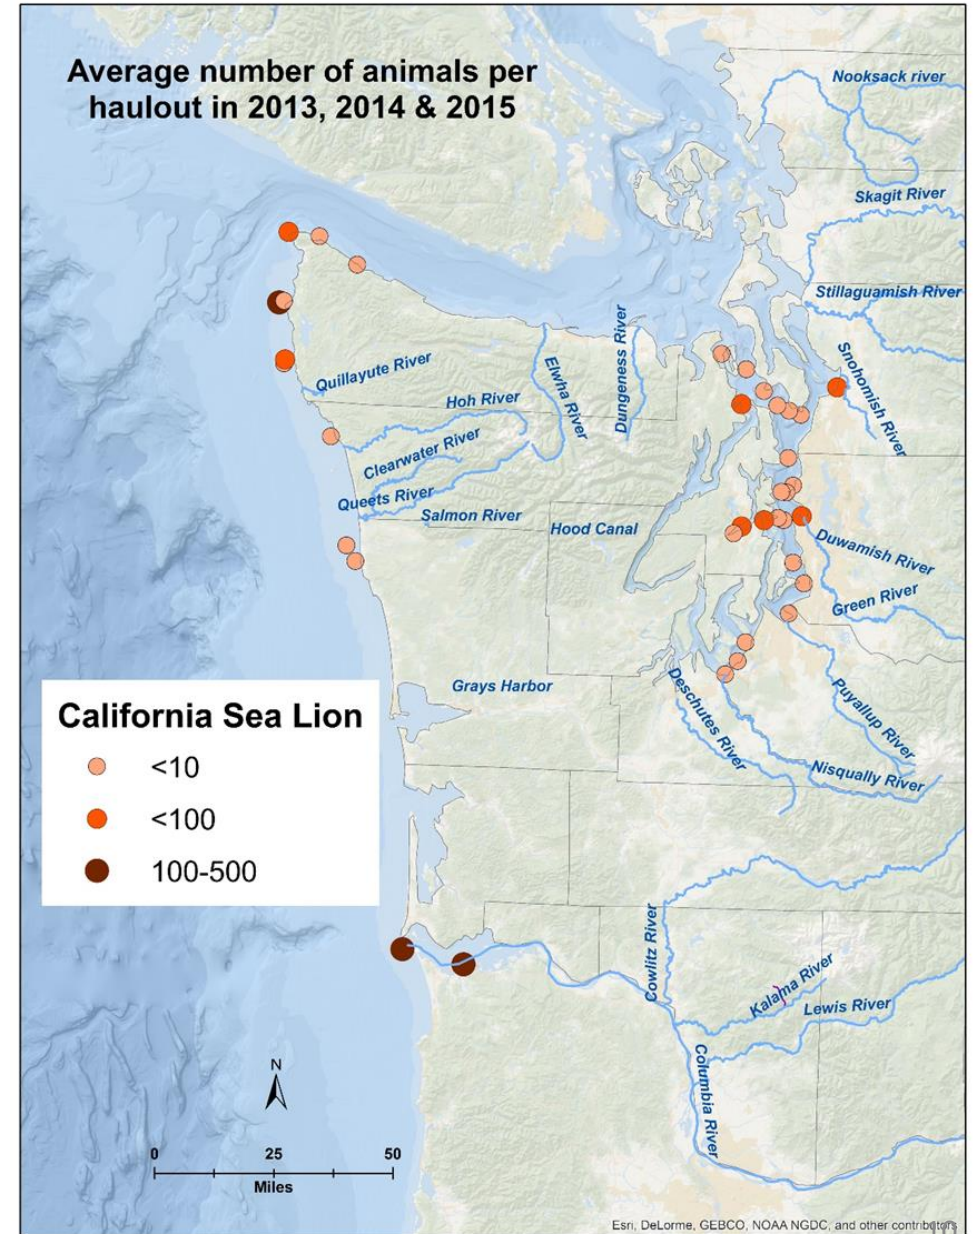 Average number of animals per
haulout in 2013, 2014 & 2015
Nooksack river
Skagit River
Stillaguamish River
Snohomish River
Dungeness River
Elwha River
Quillayute River
Hoh River
Clearwater River
Queets River
Salmon River
Hood Canal
Duwamish River
Green River
Grays Harbor
Deschutes River
Puyallup River
Nisqually River
California Sea Lion
<10
<100
100-500
Cowlitz River
Kalama River
Lewis River
Columbia River
N
0 25 50
Miles
Esri, DeLorme, GEBCO, NOAA NGDC, and other contributors
10